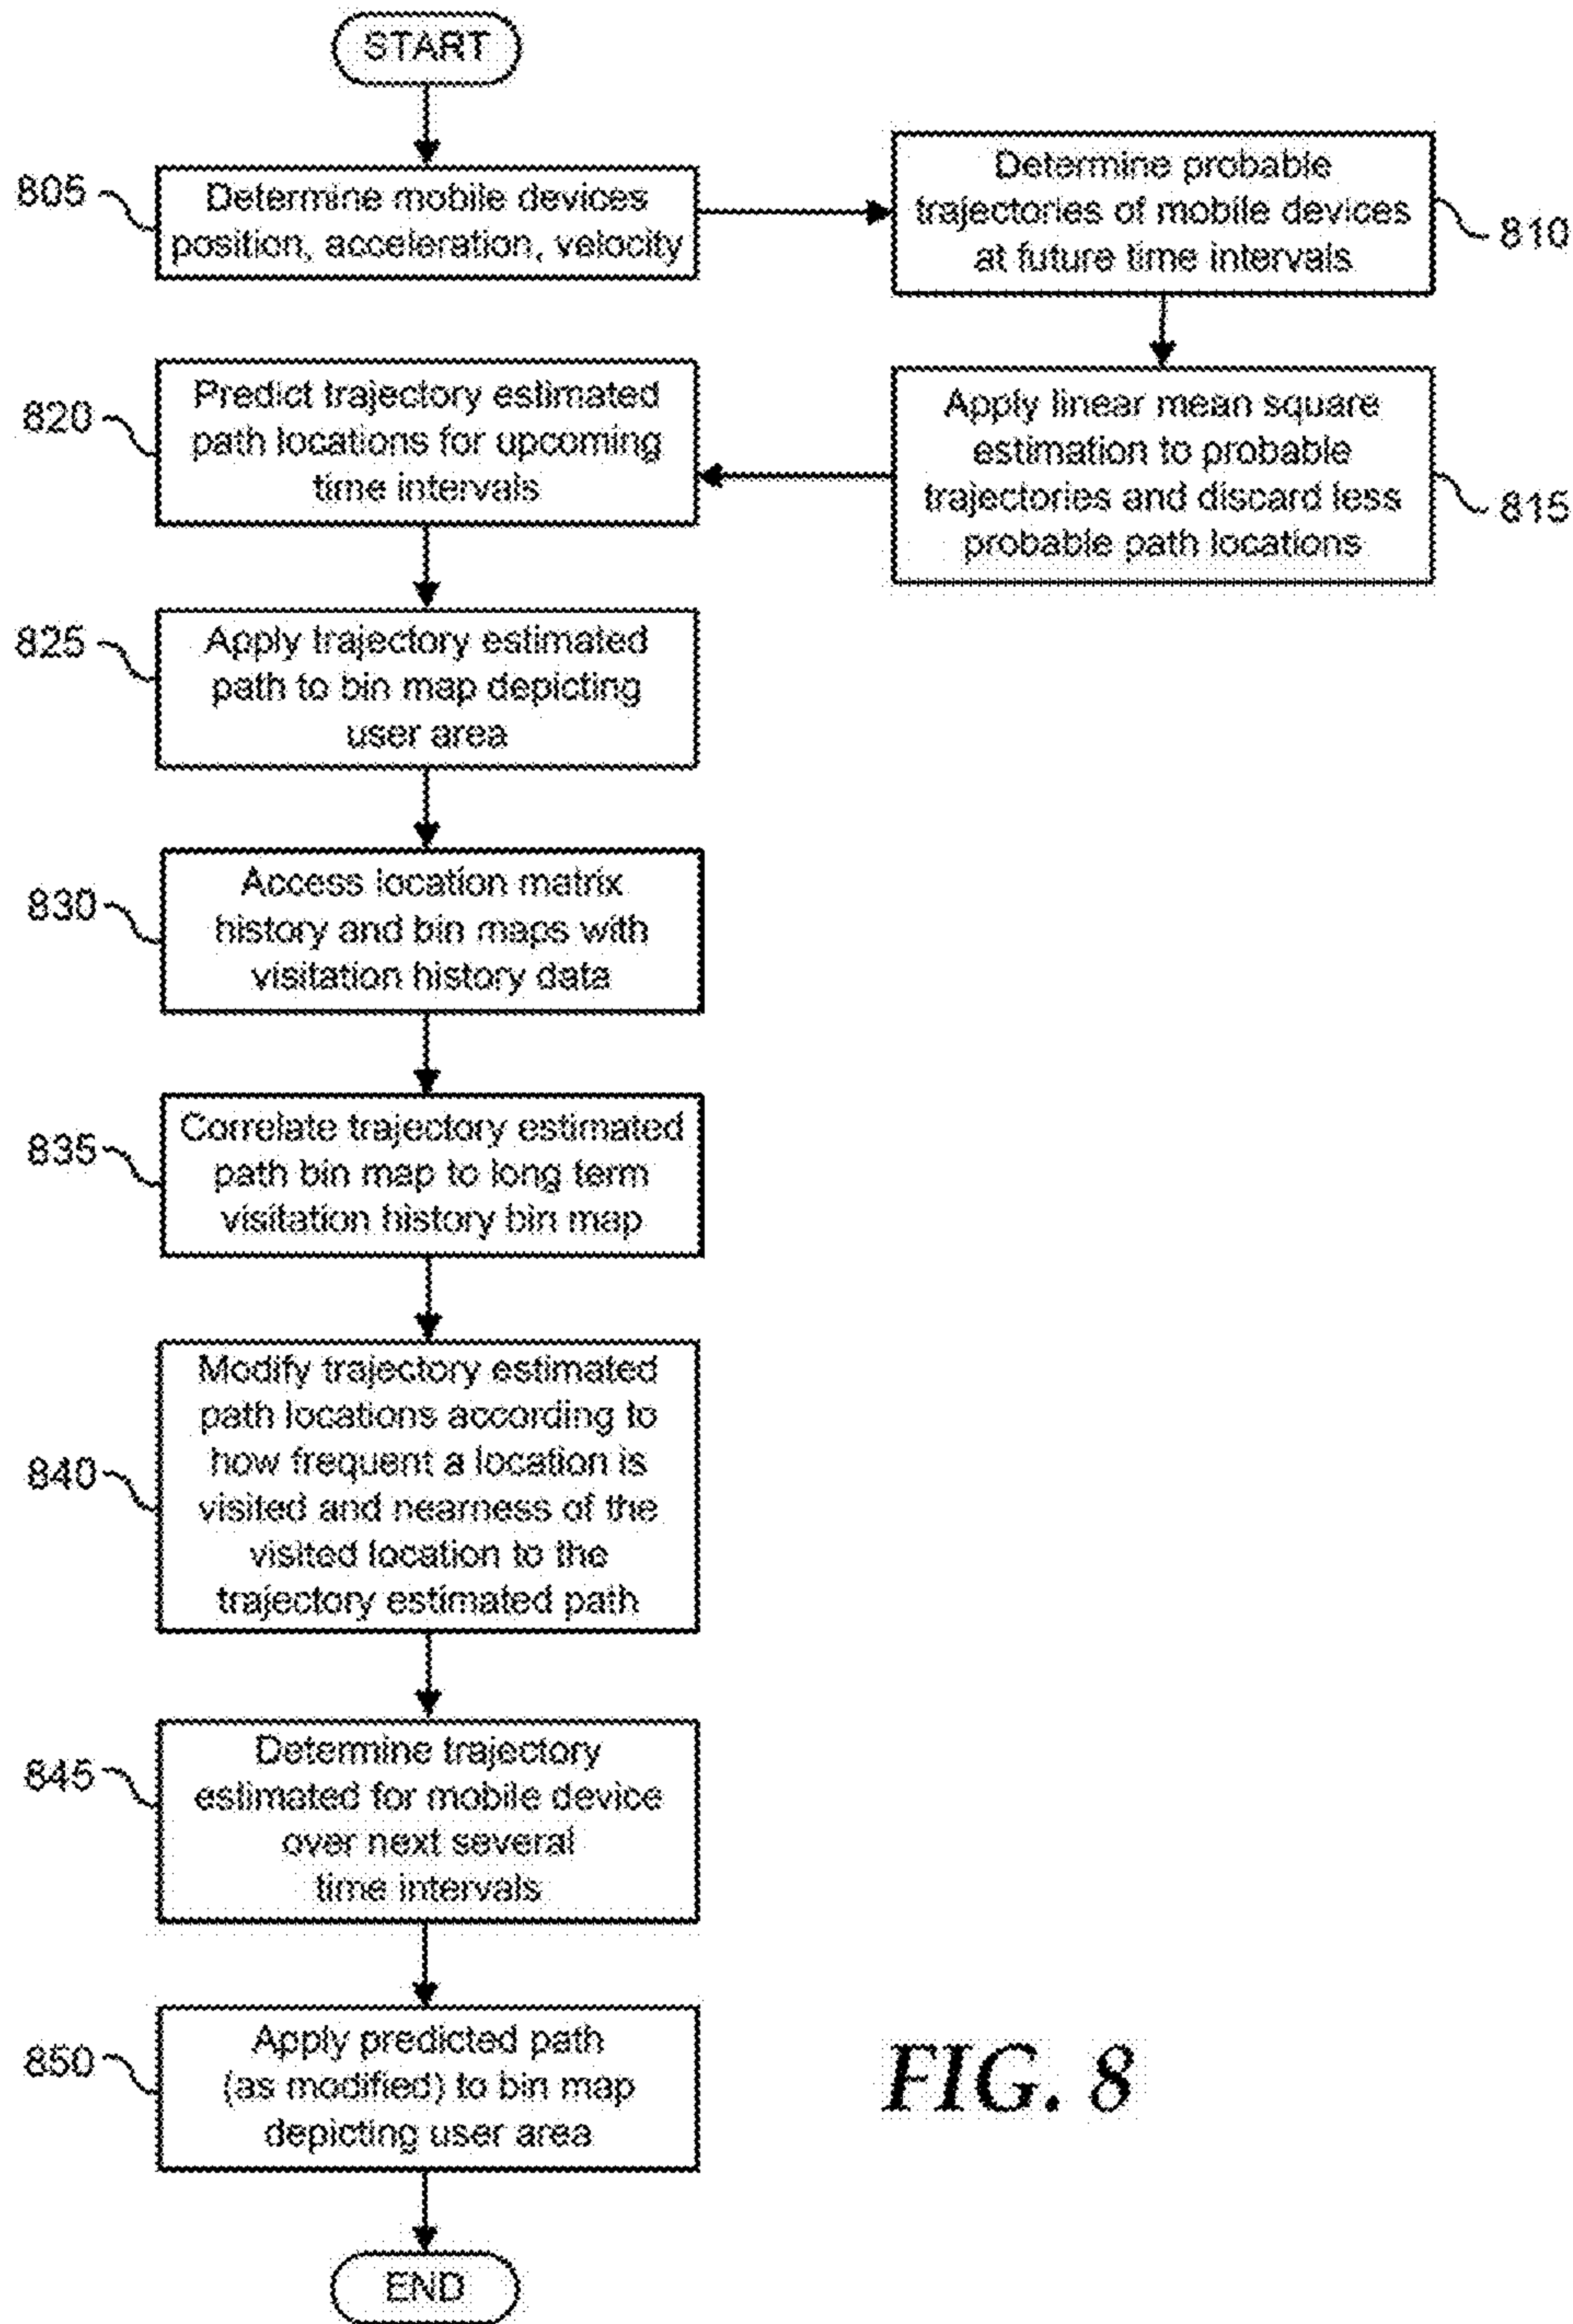 START
805
Determine mobile devices
position, acceleration, velocity
Determine probable
trajectories of mobile devices
at future time intervals
810
Apply linear mean square
estimation to probable
trajectories and discard less
probable path locations
815
820
Predict trajectory estimated
path locations for upcoming
time intervals
825
Apply trajectory estimated
path to bin map depicting
user area
830
Access location matrix
history and bin maps with
visitation history data
835
Correlate trajectory estimated
path bin map to long term
visitation history bin map
840
Modify trajectory estimated
path locations according to
how frequent a location is
visited and nearness of the
visited location to the
trajectory estimated path
845
Determine trajectory
estimated for mobile device
over next several
time intervals
850
Apply predicted path
(as modified) to bin map
depicting user area
END
FIG. 8